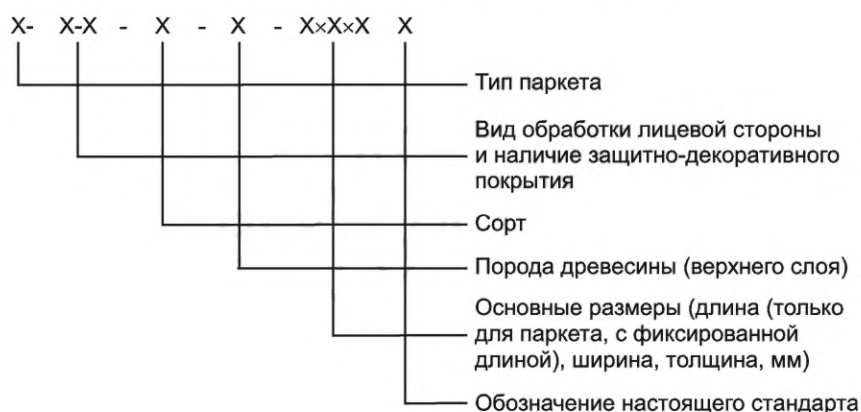 X- X-X - X - X - X×X×X X
Тип паркета
Вид обработки лицевой стороны
и наличие защитно-декоративного
покрытия
Сорт
Порода древесины (верхнего слоя)
Основные размеры (длина (только
для паркета, с фиксированной
длиной), ширина, толщина, мм)
Обозначение настоящего стандарта